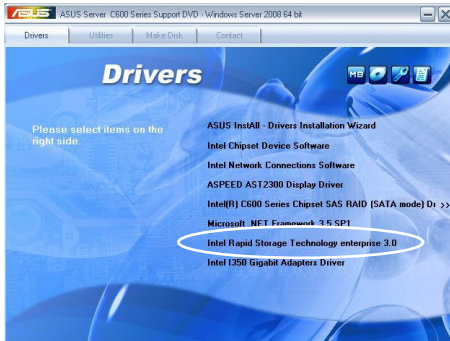 ASUS ASUS Server C600 Series Support DVD - Windows Server 2008 64 bit
Drivers Utilities Make Disk Contact
Drivers
MB
Please select items on the
right side.
ASUS InstAll - Drivers Installation Wizard
Intel Chipset Device Software
Intel Network Connections Software
ASPEED AST2300 Display Driver
Intel(R) C600 Series Chipset SAS RAID (SATA mode) Dr >>
Microsoft .NET Framework 3.5 SP1
Intel Rapid Storage Technology enterprise 3.0
Intel I350 Gigabit Adapters Driver